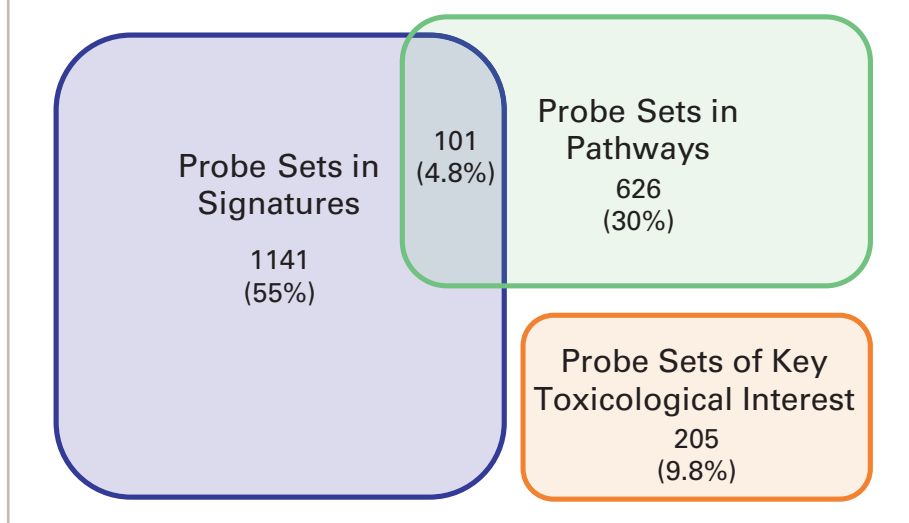 Probe Sets in
Signatures
1141
(55%)
101
(4.8%)
Probe Sets in
Pathways
626
(30%)
Probe Sets of Key
Toxicological Interest
205
(9.8%)